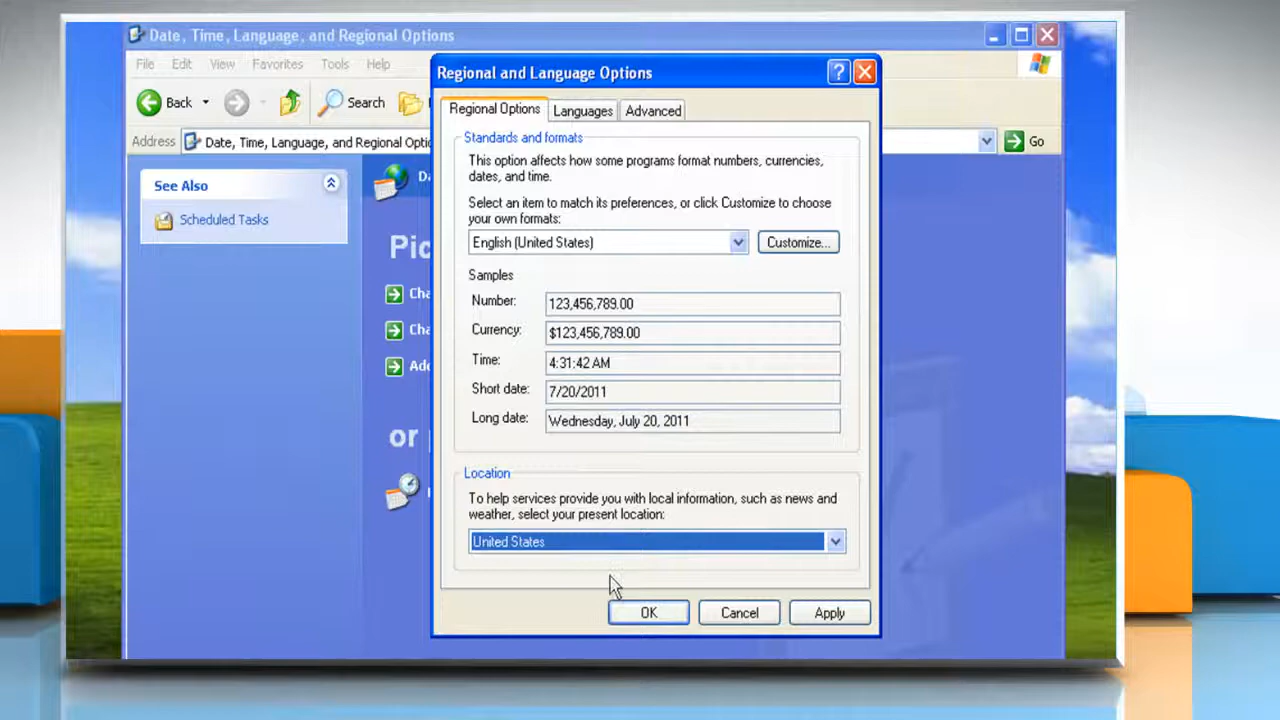 Date, Time, Language, and Regional Options
File Edit View Favorites Tools Help
Back Search
Address Date, Time, Language, and Regional Go
See Also
Scheduled Tasks
or
Regional and Language Options
Regional Options Languages Advanced
Standards and formats
This option affects how some programs format numbers, currencies,
dates, and time.
Select an item to match its preferences, or click Customize to choose
your own formats:
English (United States) Customize...
Samples
Number: 123,456,789.00
Currency: $123,456,789.00
Time: 4:31:42 AM
Short date: 7/20/2011
Long date: Wednesday, July 20, 2011
Location
To help services provide you with local information, such as news and
weather, select your present location:
United States
OK Cancel Apply